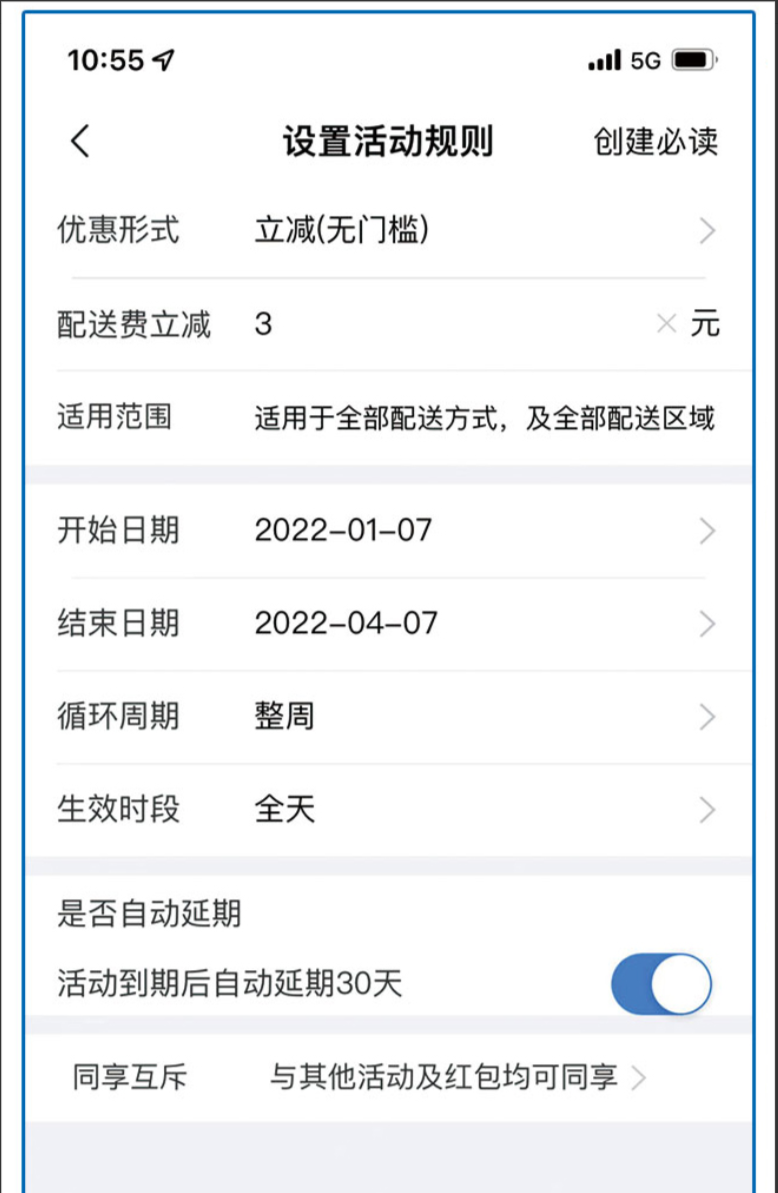 10:55 5G
设置活动规则 创建必读
优惠形式 立减(无门槛)
配送费立减 3 × 元
适用范围 适用于全部配送方式，及全部配送区域
开始日期 2022-01-07
结束日期 2022-04-07
循环周期 整周
生效时段 全天
是否自动延期
活动到期后自动延期30天
同享互斥 与其他活动及红包均可同享